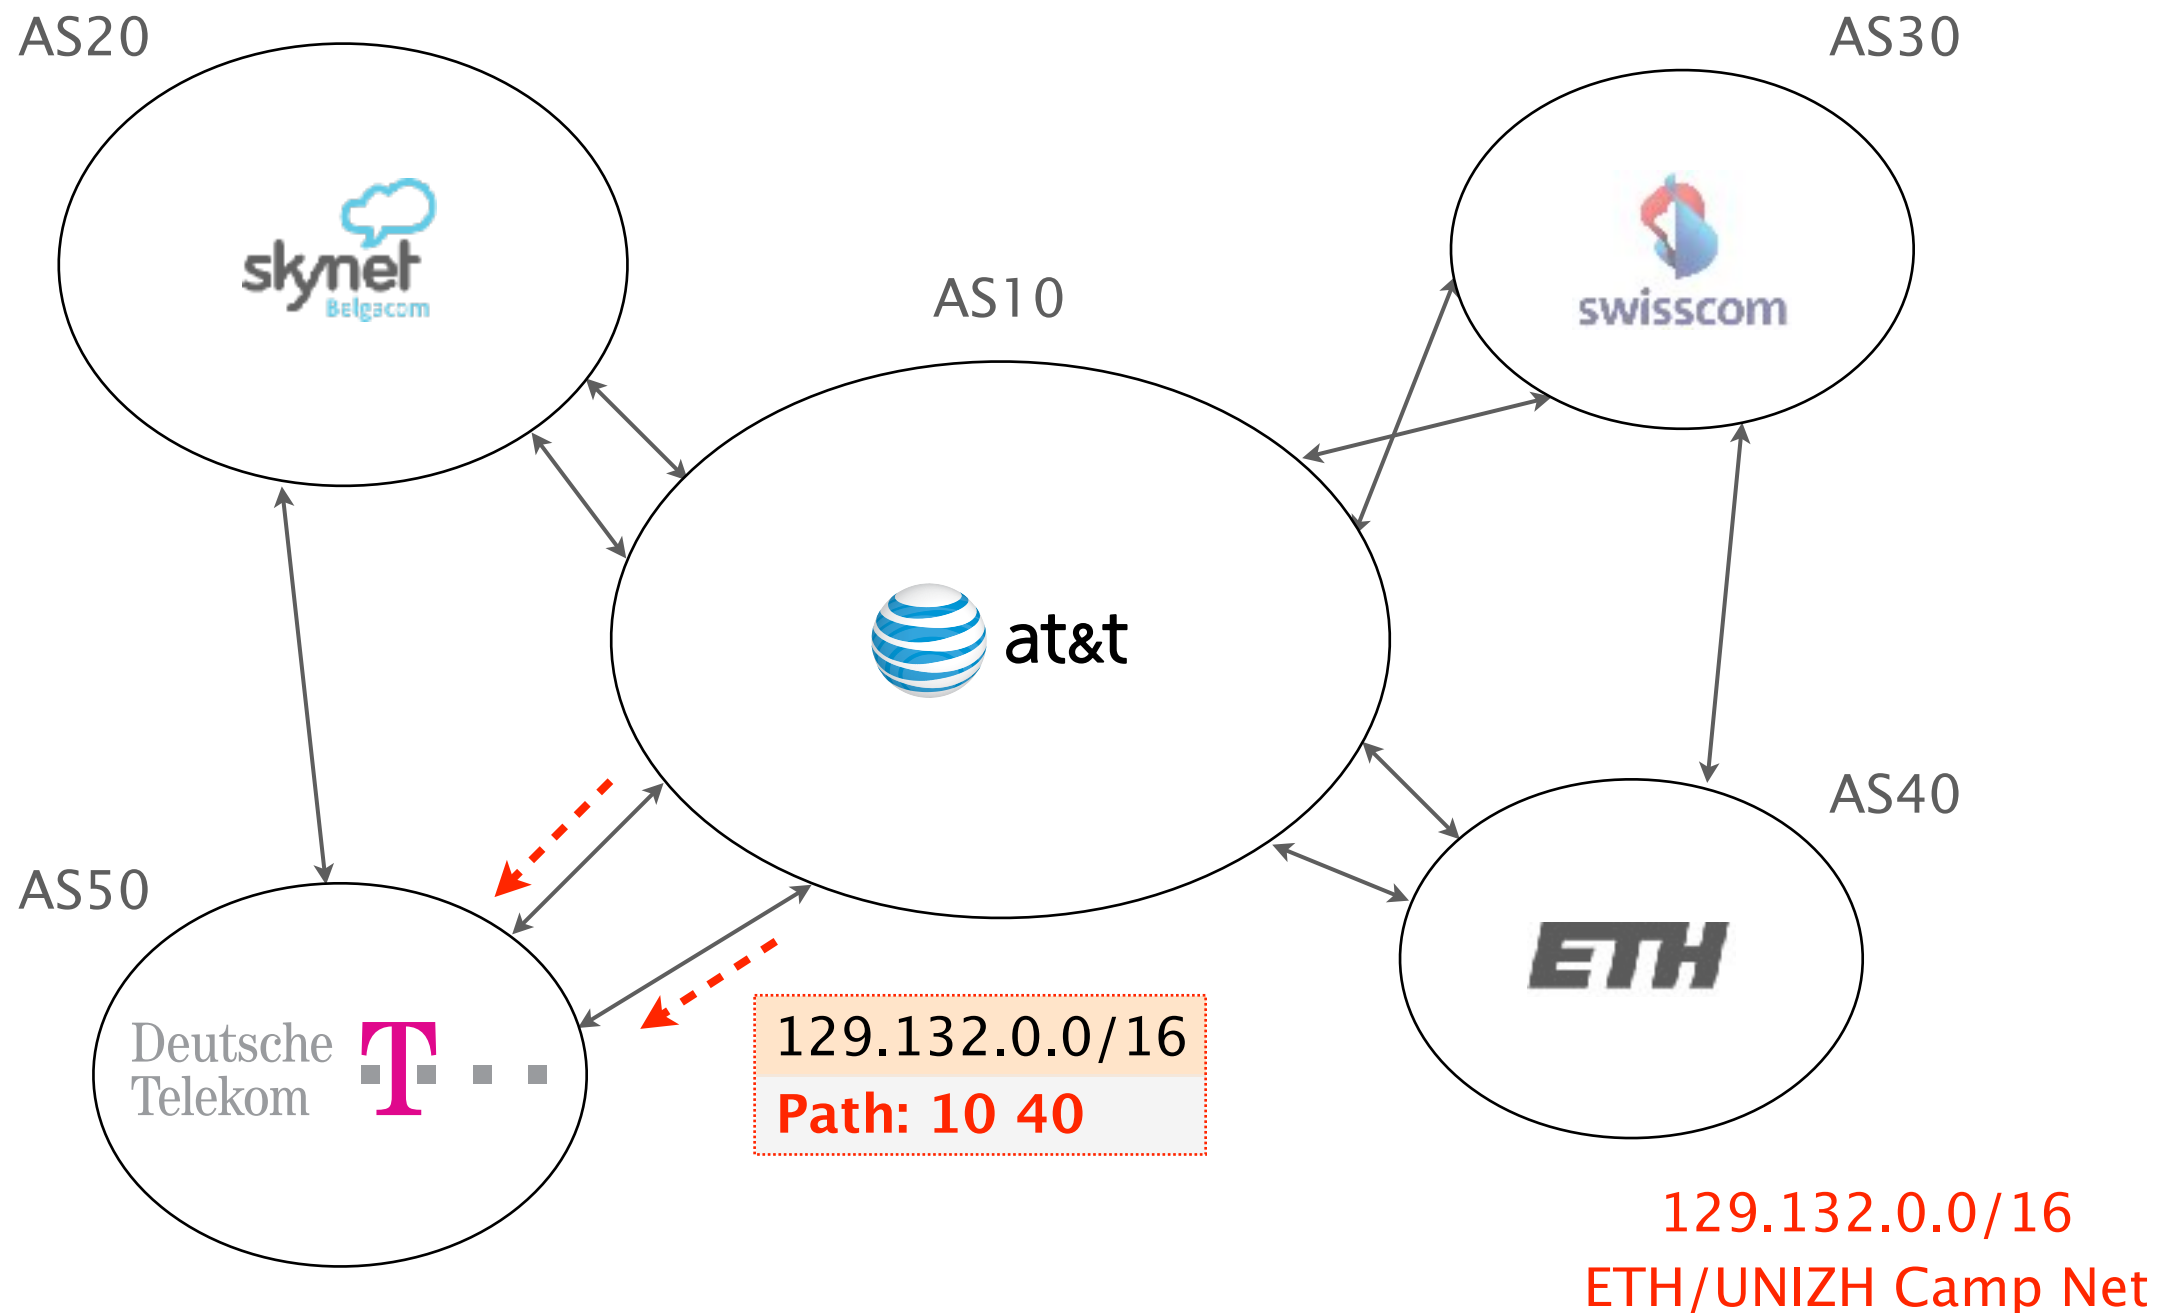 AS20
AS30
skynet
Belgacom
swisscom
AS10
at&t
AS40
AS50
ETH
Deutsche
Telekom
T
129.132.0.0/16
Path: 10 40
129.132.0.0/16
ETH/UNIZH Camp Net